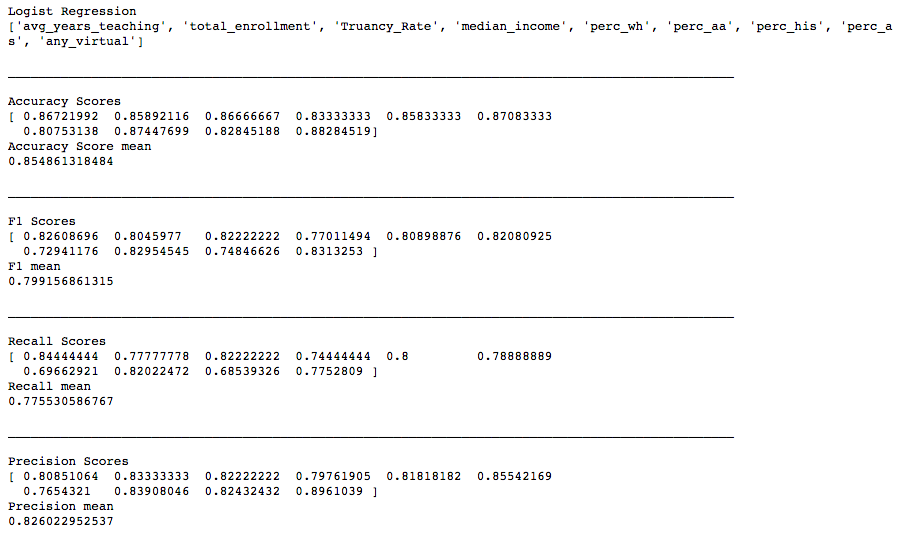 Logist Regression
['avg_years_teaching', 'total_enrollment', 'Truancy_Rate', 'median_income', 'perc_wh', 'perc_aa', 'perc_his', 'perc_a
s', 'any_virtual']
Accuracy Scores
[ 0.86721992 0.85892116 0.86666667 0.83333333 0.85833333 0.87083333
0.80753138 0.87447699 0.82845188 0.88284519]
Accuracy Score mean
0.854861318484
F1 Scores
[ 0.82608696 0.8045977 0.82222222 0.77011494 0.80898876 0.82080925
0.72941176 0.82954545 0.74846626 0.8313253 ]
F1 mean
0.799156861315
Recall Scores
[ 0.84444444 0.77777778 0.82222222 0.74444444 0.8 0.78888889
0.69662921 0.82022472 0.68539326 0.7752809 ]
Recall mean
0.775530586767
Precision Scores
[ 0.80851064 0.83333333 0.82222222 0.79761905 0.81818182 0.85542169
0.7654321 0.83908046 0.82432432 0.8961039 ]
Precision mean
0.826022952537